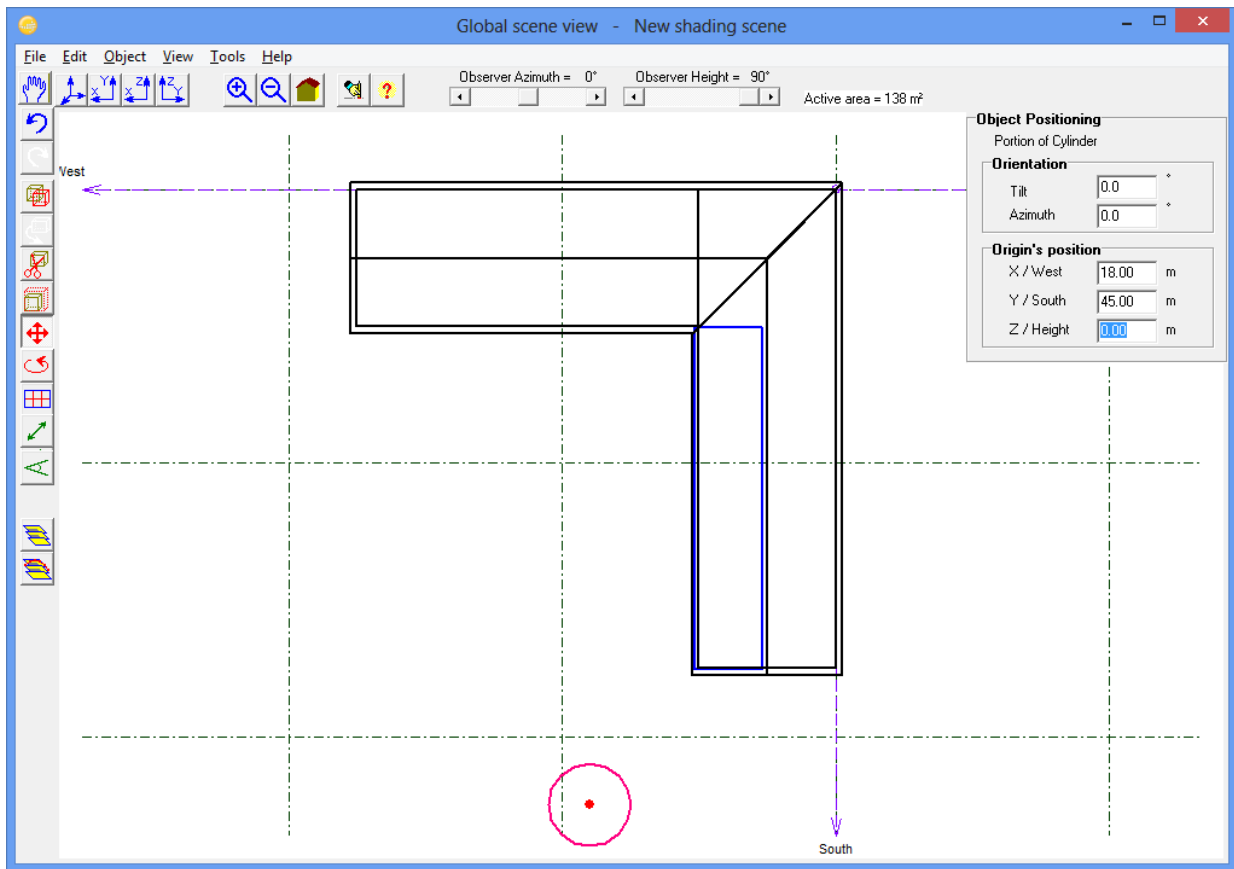 Global scene view - New shading scene
File Edit Object View Tools Help
Observer Azimuth = 0° Observer Height = 90°
Active area = 138 m²
Object Positioning
Portion of Cylinder
Orientation
Tilt 0.0 °
Azimuth 0.0 °
Origin's position
X / West 18.00 m
Y / South 45.00 m
Z / Height 0.00 m
West
South